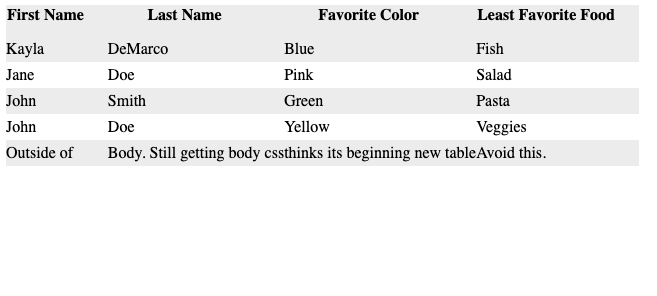 First Name Last Name Favorite Color Least Favorite Food
Kayla DeMarco Blue Fish
Jane Doe Pink Salad
John Smith Green Pasta
John Doe Yellow Veggies
Outside of Body. Still getting body css thinks its beginning new table Avoid this.